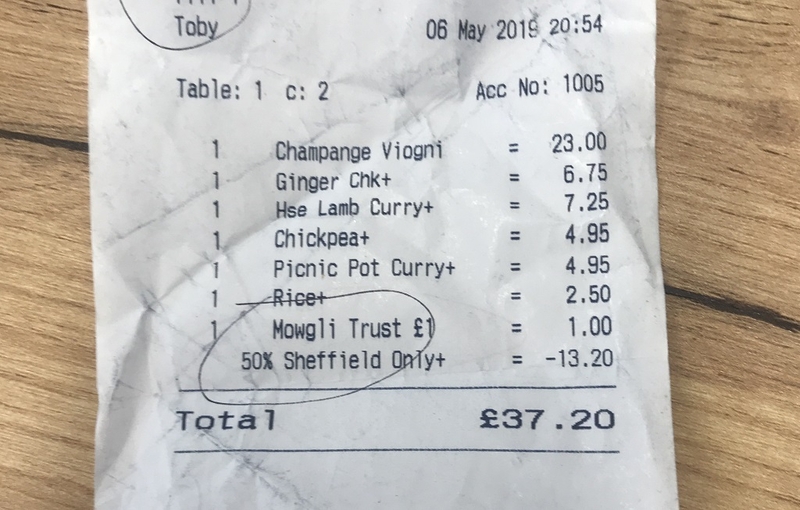 Toby
06 May 2019 20:54
Table: 1 c: 2 Acc No: 1005
1 Champange Viogni = 23.00
1 Ginger Chk+ = 6.75
1 Hse Lamb Curry+ = 7.25
1 Chickpea+ = 4.95
1 Picnic Pot Curry+ = 4.95
1 Rice+ = 2.50
1 Mowgli Trust £1 = 1.00
50% Sheffield Only+ = -13.20
Total £37.20